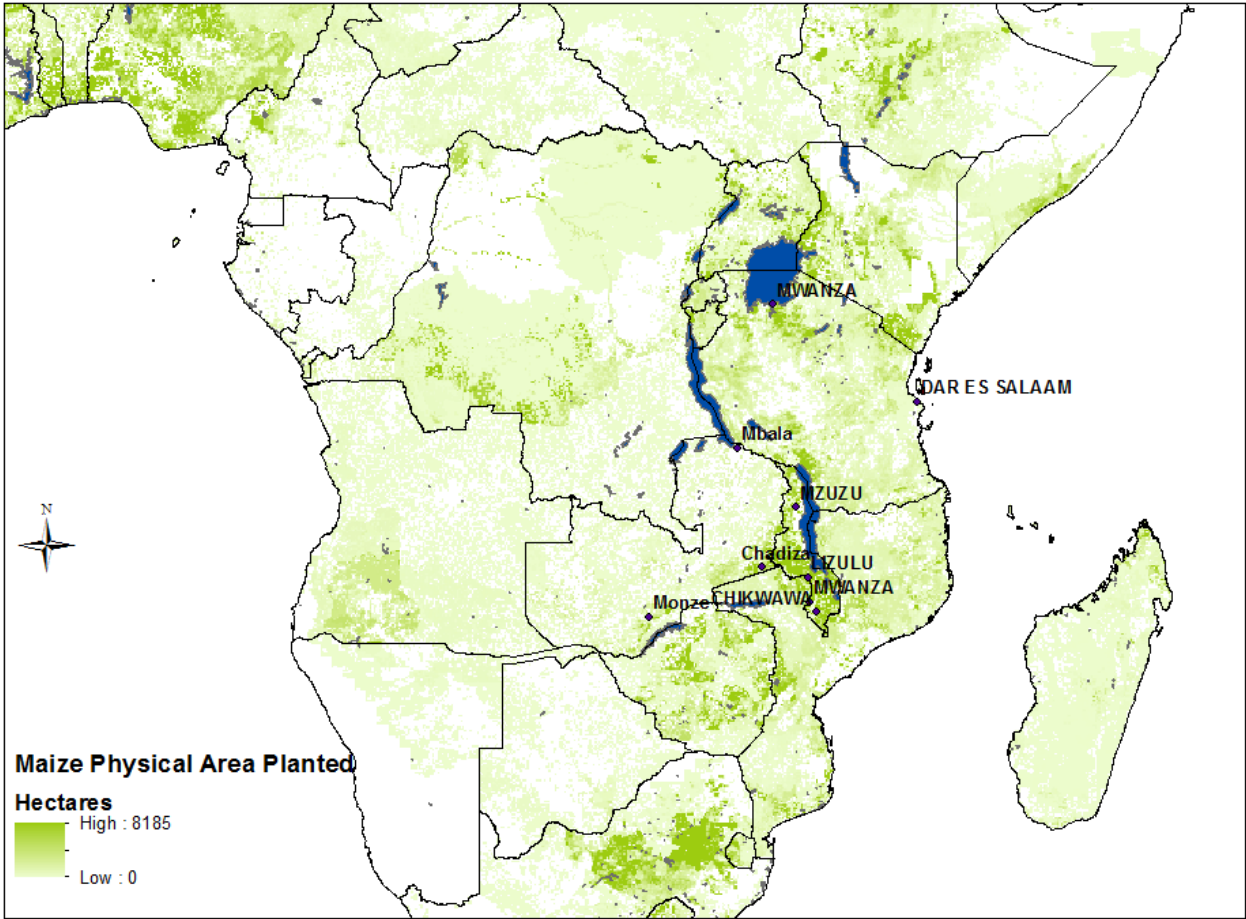 MWANZA
DAR ES SALAAM
Mbala
MZUZU
N
Chadiza
LIZULU
MWANZA
CHIKWAWA
Monze
Maize Physical Area Planted
Hectares
High : 8185
Low : 0